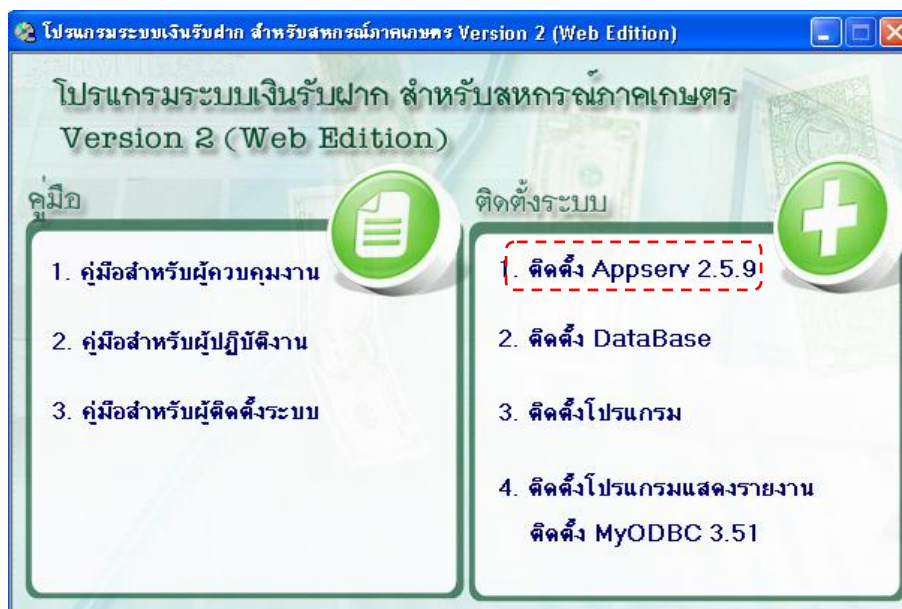 โปรแกรมระบบเงินรับฝาก สำหรับสหกรณ์ภาคเกษตร Version 2 (Web Edition)
โปรแกรมระบบเงินรับฝาก สำหรับสหกรณ์ภาคเกษตร
Version 2 (Web Edition)
คู่มือ
1. คู่มือสำหรับผู้ควบคุมงาน
2. คู่มือสำหรับผู้ปฏิบัติงาน
3. คู่มือสำหรับผู้ติดตั้งระบบ
ติดตั้งระบบ
1. ติดตั้ง Appserv 2.5.9
2. ติดตั้ง DataBase
3. ติดตั้งโปรแกรม
4. ติดตั้งโปรแกรมแสดงรายงาน
ติดตั้ง MyODBC 3.51